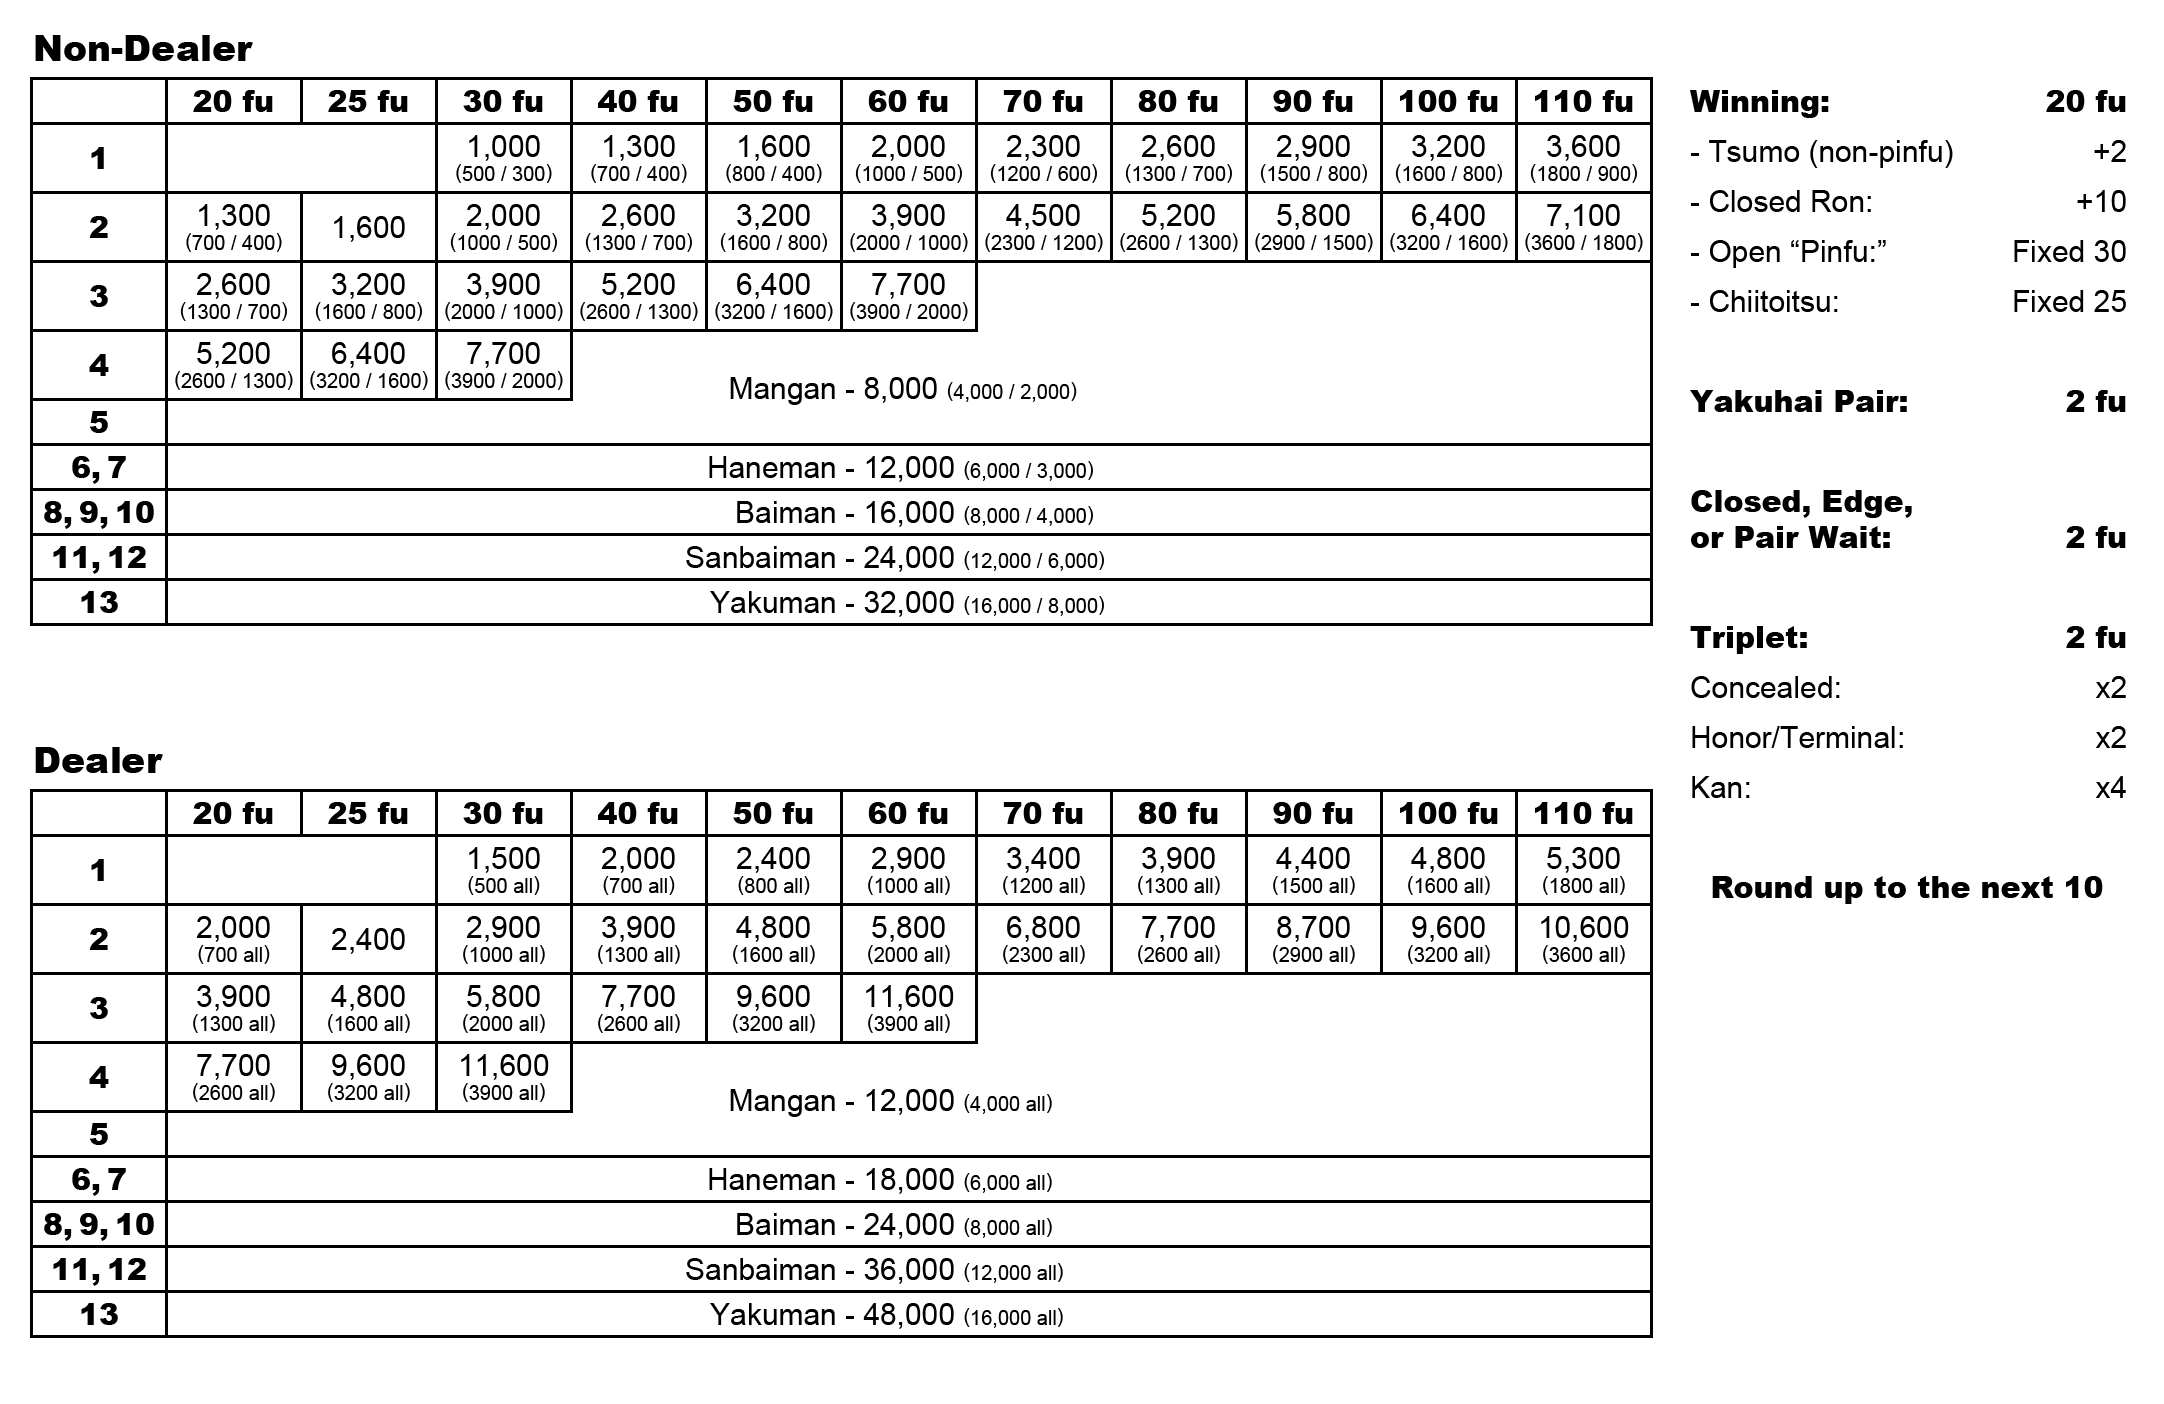 Non-Dealer
20 fu 25 fu 30 fu 40 fu 50 fu 60 fu 70 fu 80 fu 90 fu 100 fu 110 fu
1 1,000 1,300 1,600 2,000 2,300 2,600 2,900 3,200 3,600
(500 / 300) (700 / 400) (800 / 400) (1000 / 500) (1200 / 600) (1300 / 700) (1500 / 800) (1600 / 800) (1800 / 900)
2 1,300 1,600 2,000 2,600 3,200 3,900 4,500 5,200 5,800 6,400 7,100
(700 / 400) (1000 / 500) (1300 / 700) (1600 / 800) (2000 / 1000) (2300 / 1200) (2600 / 1300) (2900 / 1500) (3200 / 1600) (3600 / 1800)
3 2,600 3,200 3,900 5,200 6,400 7,700
(1300 / 700) (1600 / 800) (2000 / 1000) (2600 / 1300) (3200 / 1600) (3900 / 2000)
4 5,200 6,400 7,700
(2600 / 1300) (3200 / 1600) (3900 / 2000)
Mangan - 8,000 (4,000 / 2,000)
5
6, 7 Haneman - 12,000 (6,000 / 3,000)
8, 9, 10 Baiman - 16,000 (8,000 / 4,000)
11, 12 Sanbaiman - 24,000 (12,000 / 6,000)
13 Yakuman - 32,000 (16,000 / 8,000)
Dealer
20 fu 25 fu 30 fu 40 fu 50 fu 60 fu 70 fu 80 fu 90 fu 100 fu 110 fu
1 1,500 2,000 2,400 2,900 3,400 3,900 4,400 4,800 5,300
(500 all) (700 all) (800 all) (1000 all) (1200 all) (1300 all) (1500 all) (1600 all) (1800 all)
2 2,000 2,400 2,900 3,900 4,800 5,800 6,800 7,700 8,700 9,600 10,600
(700 all) (1000 all) (1300 all) (1600 all) (2000 all) (2300 all) (2600 all) (2900 all) (3200 all) (3600 all)
3 3,900 4,800 5,800 7,700 9,600 11,600
(1300 all) (1600 all) (2000 all) (2600 all) (3200 all) (3900 all)
4 7,700 9,600 11,600
(2600 all) (3200 all) (3900 all)
Mangan - 12,000 (4,000 all)
5
6, 7 Haneman - 18,000 (6,000 all)
8, 9, 10 Baiman - 24,000 (8,000 all)
11, 12 Sanbaiman - 36,000 (12,000 all)
13 Yakuman - 48,000 (16,000 all)
Winning: 20 fu
- Tsumo (non-pinfu) +2
- Closed Ron: +10
- Open “Pinfu:” Fixed 30
- Chiitoitsu: Fixed 25
Yakuhai Pair: 2 fu
Closed, Edge,
or Pair Wait: 2 fu
Triplet: 2 fu
Concealed: x2
Honor/Terminal: x2
Kan: x4
Round up to the next 10